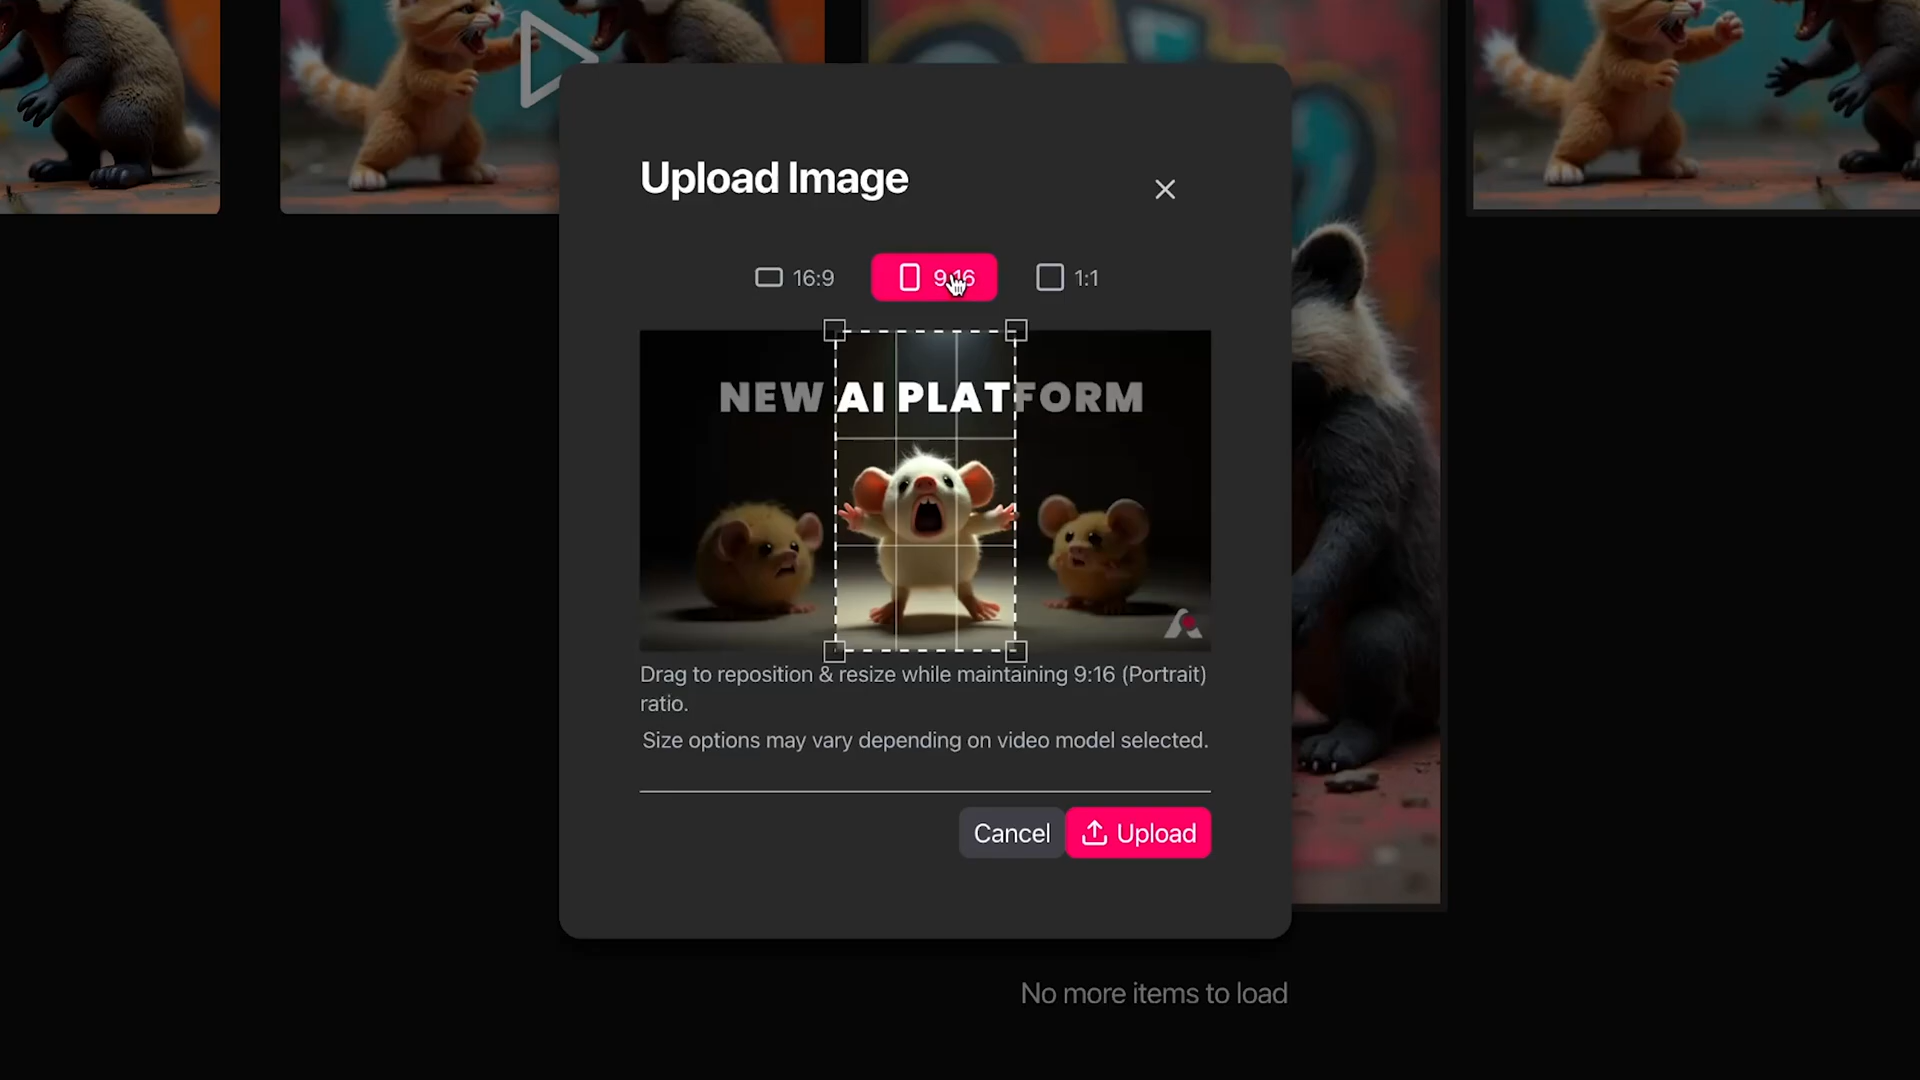 Upload Image
16:9
9:16
1:1
NEW AI PLATFORM
Drag to reposition & resize while maintaining 9:16 (Portrait)
ratio.
Size options may vary depending on video model selected.
Cancel
Upload
No more items to load